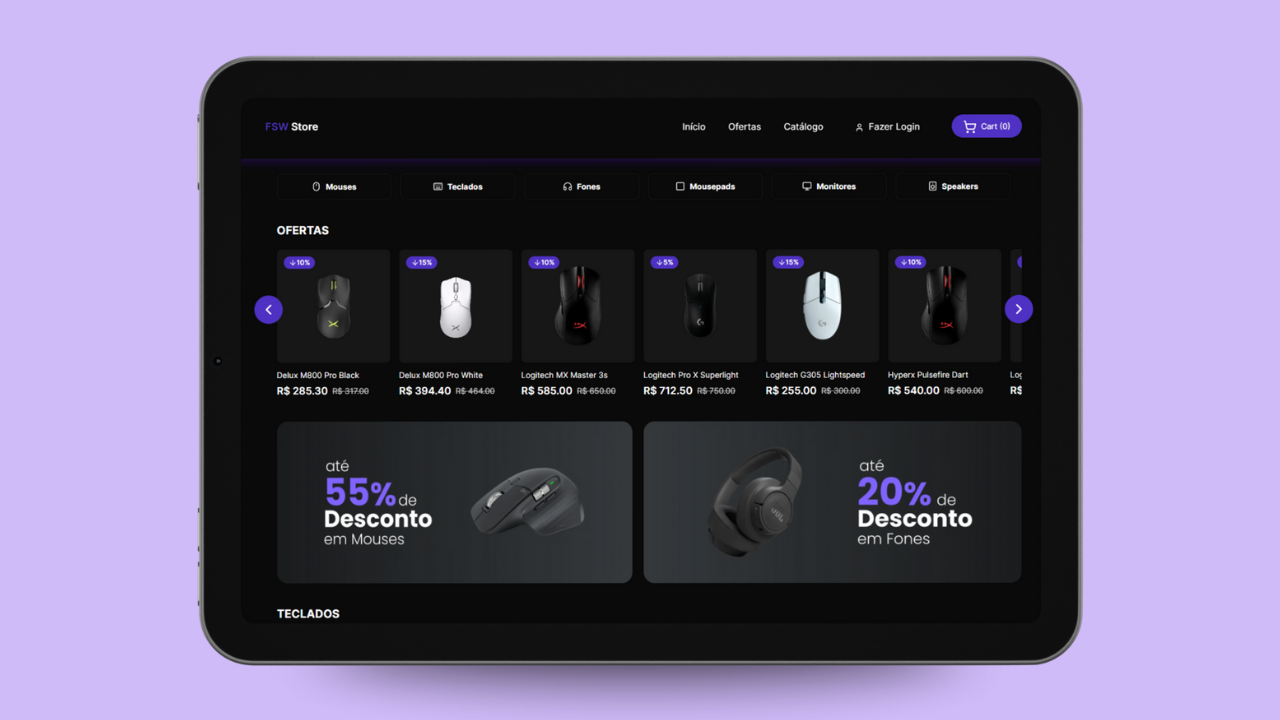 FSW Store
Início
Ofertas
Catálogo
Fazer Login
Cart (0)
Mouses
Teclados
Fones
Mousepads
Monitores
Speakers
OFERTAS
↓10%
↓15%
↓10%
↓5%
↓15%
↓10%
Delux M800 Pro Black
R$ 285.30 R$ 317.00
Delux M800 Pro White
R$ 394.40 R$ 464.00
Logitech MX Master 3s
R$ 585.00 R$ 650.00
Logitech Pro X Superlight
R$ 712.50 R$ 750.00
Logitech G305 Lightspeed
R$ 255.00 R$ 300.00
Hyperx Pulsefire Dart
R$ 540.00 R$ 600.00
R$
até
55% de
Desconto
em Mouses
JBL
até
20% de
Desconto
em Fones
TECLADOS